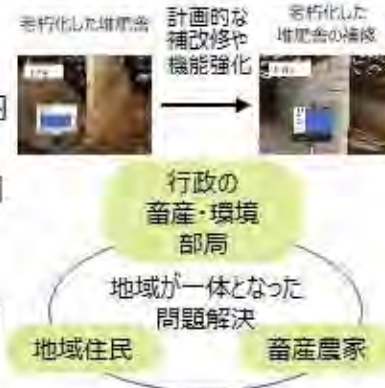 老朽化した堆肥舎
計画的な
補改修や
機能強化
老朽化した
堆肥舎の補修
行政の
畜産・環境
部局
地域が一体となった
問題解決
地域住民
畜産農家